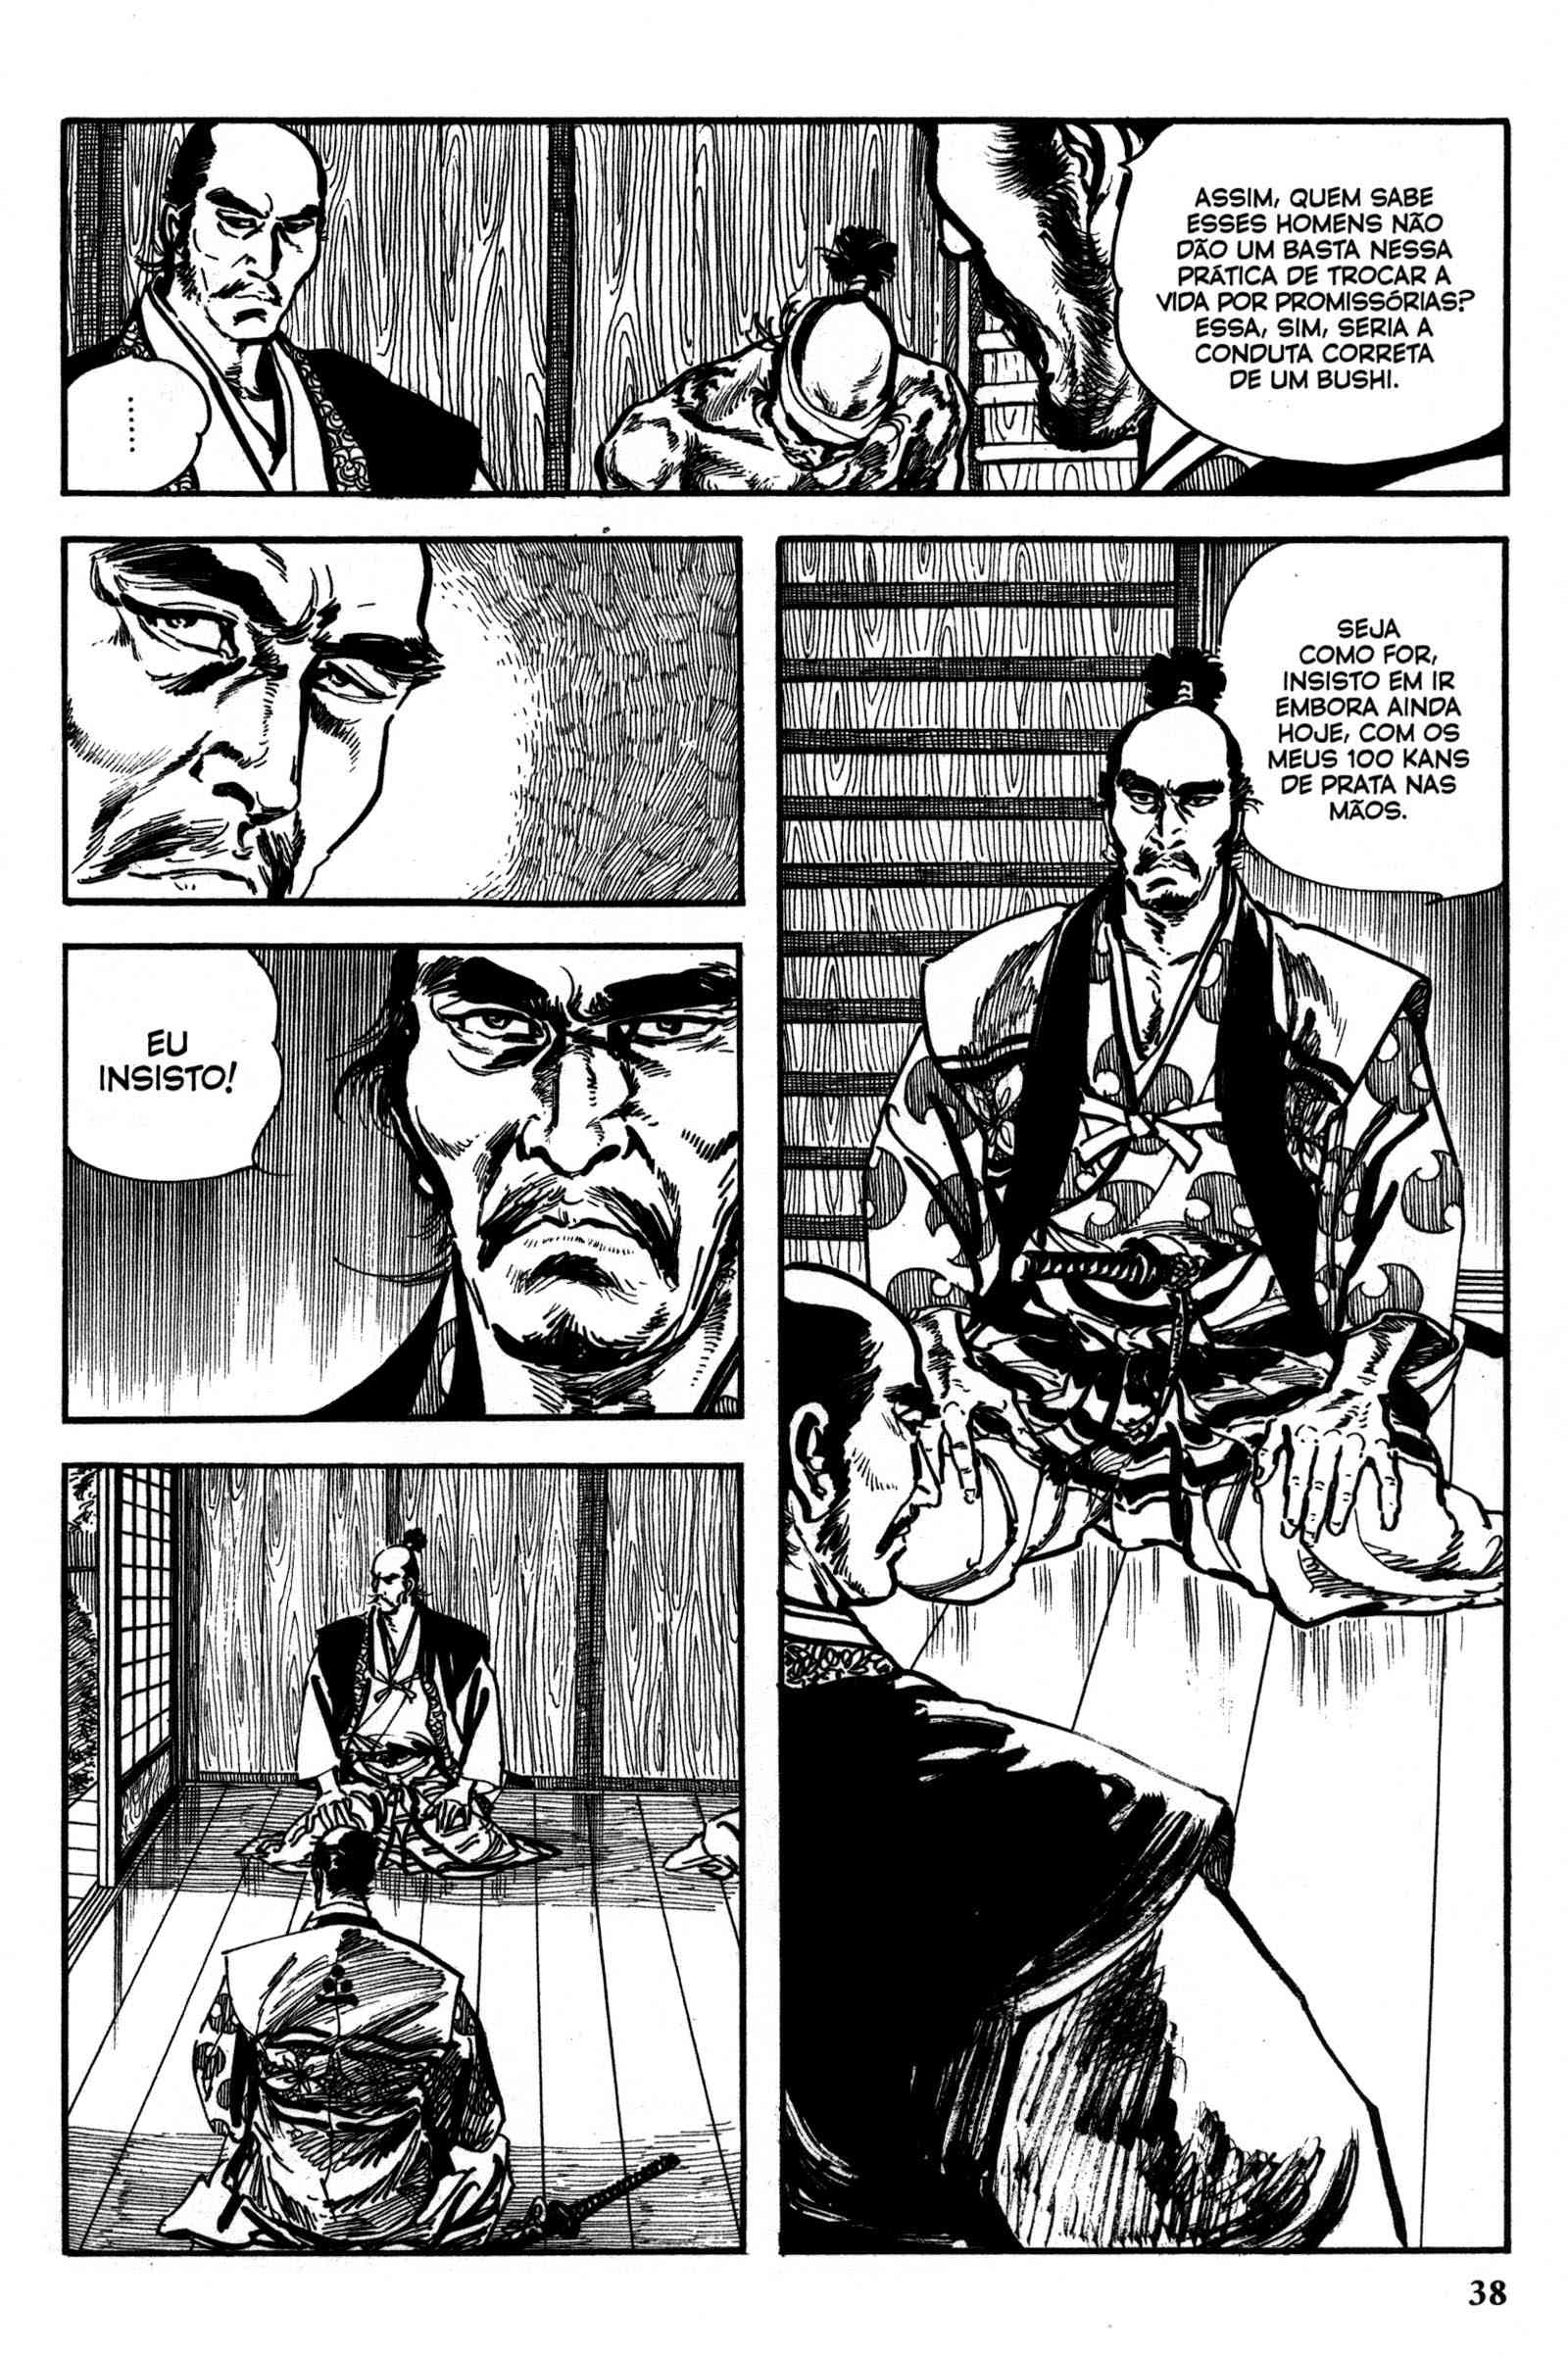 ASSIM, QUEM SABE
ESSES HOMENS NÃO
DÃO UM BASTA NESSA
PRÁTICA DE TROCAR A
VIDA POR PROMISSÓRIAS?
ESSA, SIM, SERIA A
CONDUTA CORRETA
DE UM BUSHI.
........
SEJA
COMO FOR,
INSISTO EM IR
EMBORA AINDA
HOJE, COM OS
MEUS 100 KANS
DE PRATA NAS
MÃOS.
EU
INSISTO!
38